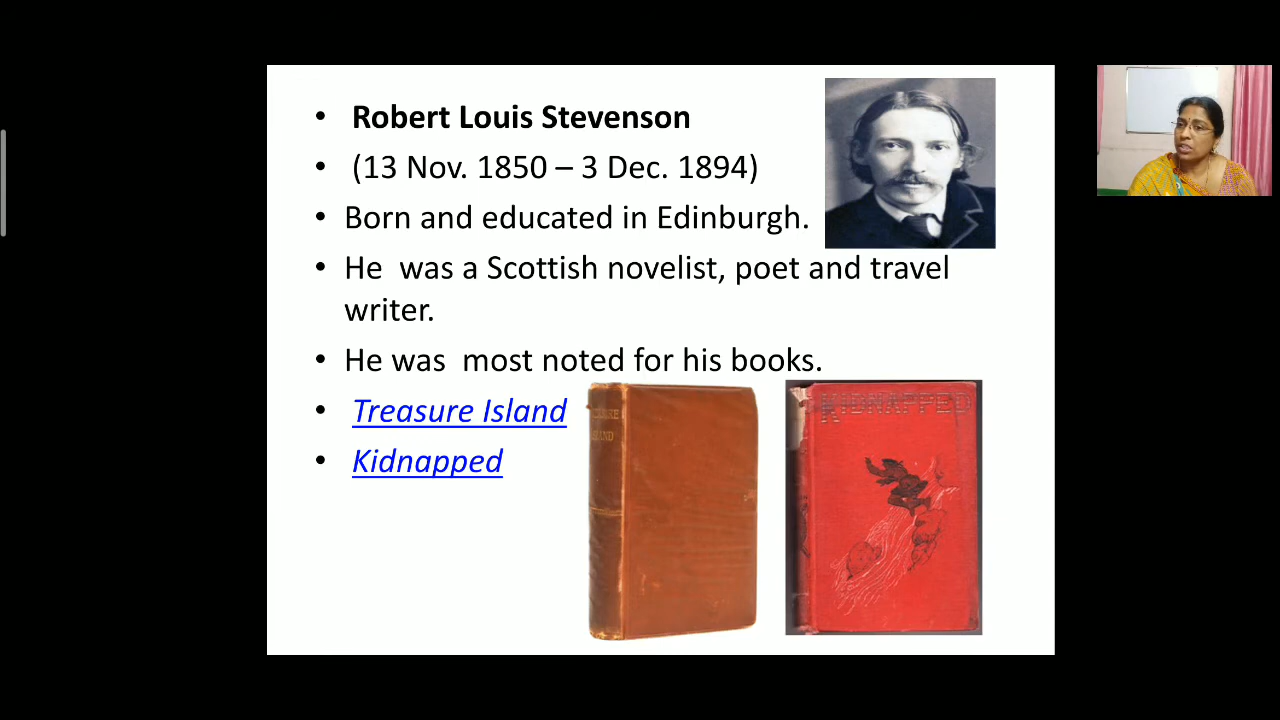 Robert Louis Stevenson
(13 Nov. 1850 – 3 Dec. 1894)
Born and educated in Edinburgh.
He was a Scottish novelist, poet and travel
writer.
He was most noted for his books.
Treasure Island
Kidnapped
KIDNAPPED